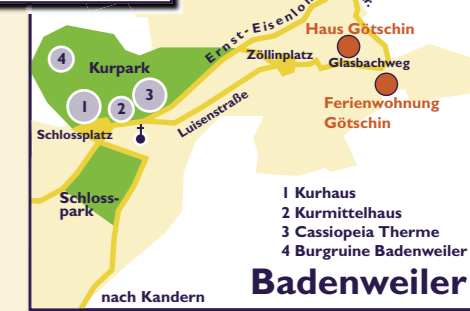 Ernst-Eisenloh
Haus Götschin
Zöllinplatz
Glasbachweg
4
Kurpark
3
1
2
Ferienwohnung
Götschin
Luisenstraße
Schlossplatz
Schloss-
park
1 Kurhaus
2 Kurmittelhaus
3 Cassiopeia Therme
4 Burgruine Badenweiler
Badenweiler
nach Kandern